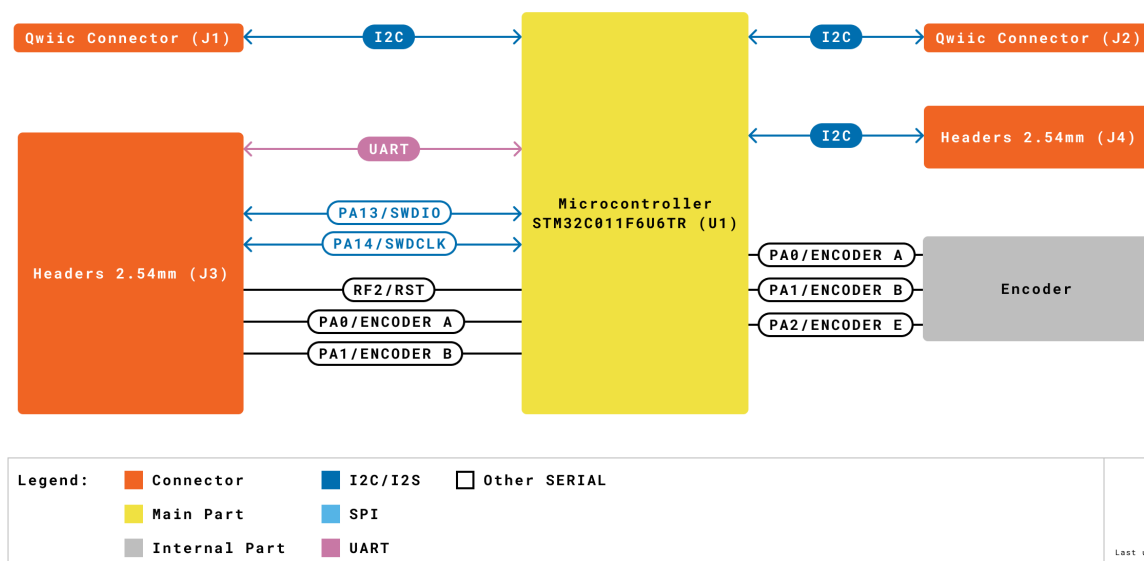 Qwiic Connector (J1)
I2C
I2C
Qwiic Connector (J2)
UART
I2C
Headers 2.54mm (J4)
Microcontroller
STM32C011F6U6TR (U1)
PA13/SWDIO
PA14/SWDCLK
Headers 2.54mm (J3)
RF2/RST
PA0/ENCODER A
PA1/ENCODER B
PA0/ENCODER A
PA1/ENCODER B
PA2/ENCODER E
Encoder
Legend:
Connector
I2C/I2S
Other SERIAL
Main Part
SPI
Internal Part
UART
Last